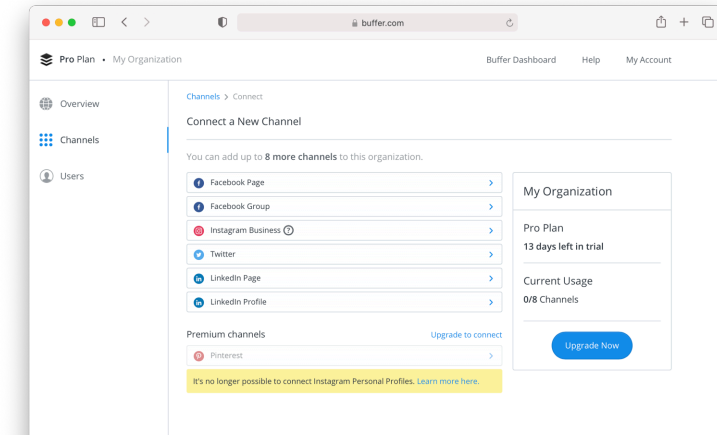 buffer.com
Pro Plan • My Organization
Buffer Dashboard Help My Account
Overview
Channels
Users
Channels > Connect
Connect a New Channel
You can add up to 8 more channels to this organization.
Facebook Page
Facebook Group
Instagram Business ?
Twitter
LinkedIn Page
LinkedIn Profile
Premium channels Upgrade to connect
Pinterest
It's no longer possible to connect Instagram Personal Profiles. Learn more here.
My Organization
Pro Plan
13 days left in trial
Current Usage
0/8 Channels
Upgrade Now